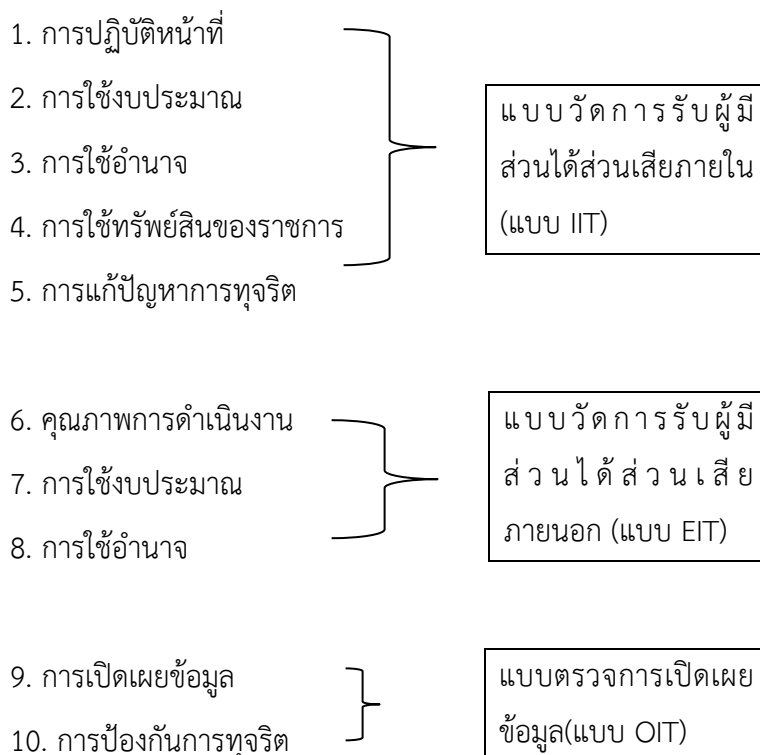 1. การปฏิบัติหน้าที่
2. การใช้งบประมาณ
3. การใช้อำนาจ
4. การใช้ทรัพย์สินของราชการ
5. การแก้ปัญหาการทุจริต
แบบวัดการรับผู้มี
ส่วนได้ส่วนเสียภายใน
(แบบ IIT)
6. คุณภาพการดำเนินงาน
7. การใช้งบประมาณ
8. การใช้อำนาจ
แบบวัดการรับผู้มี
ส่วนได้ส่วนเสีย
ภายนอก (แบบ EIT)
9. การเปิดเผยข้อมูล
10. การป้องกันการทุจริต
แบบตรวจการเปิดเผย
ข้อมูล(แบบ OIT)